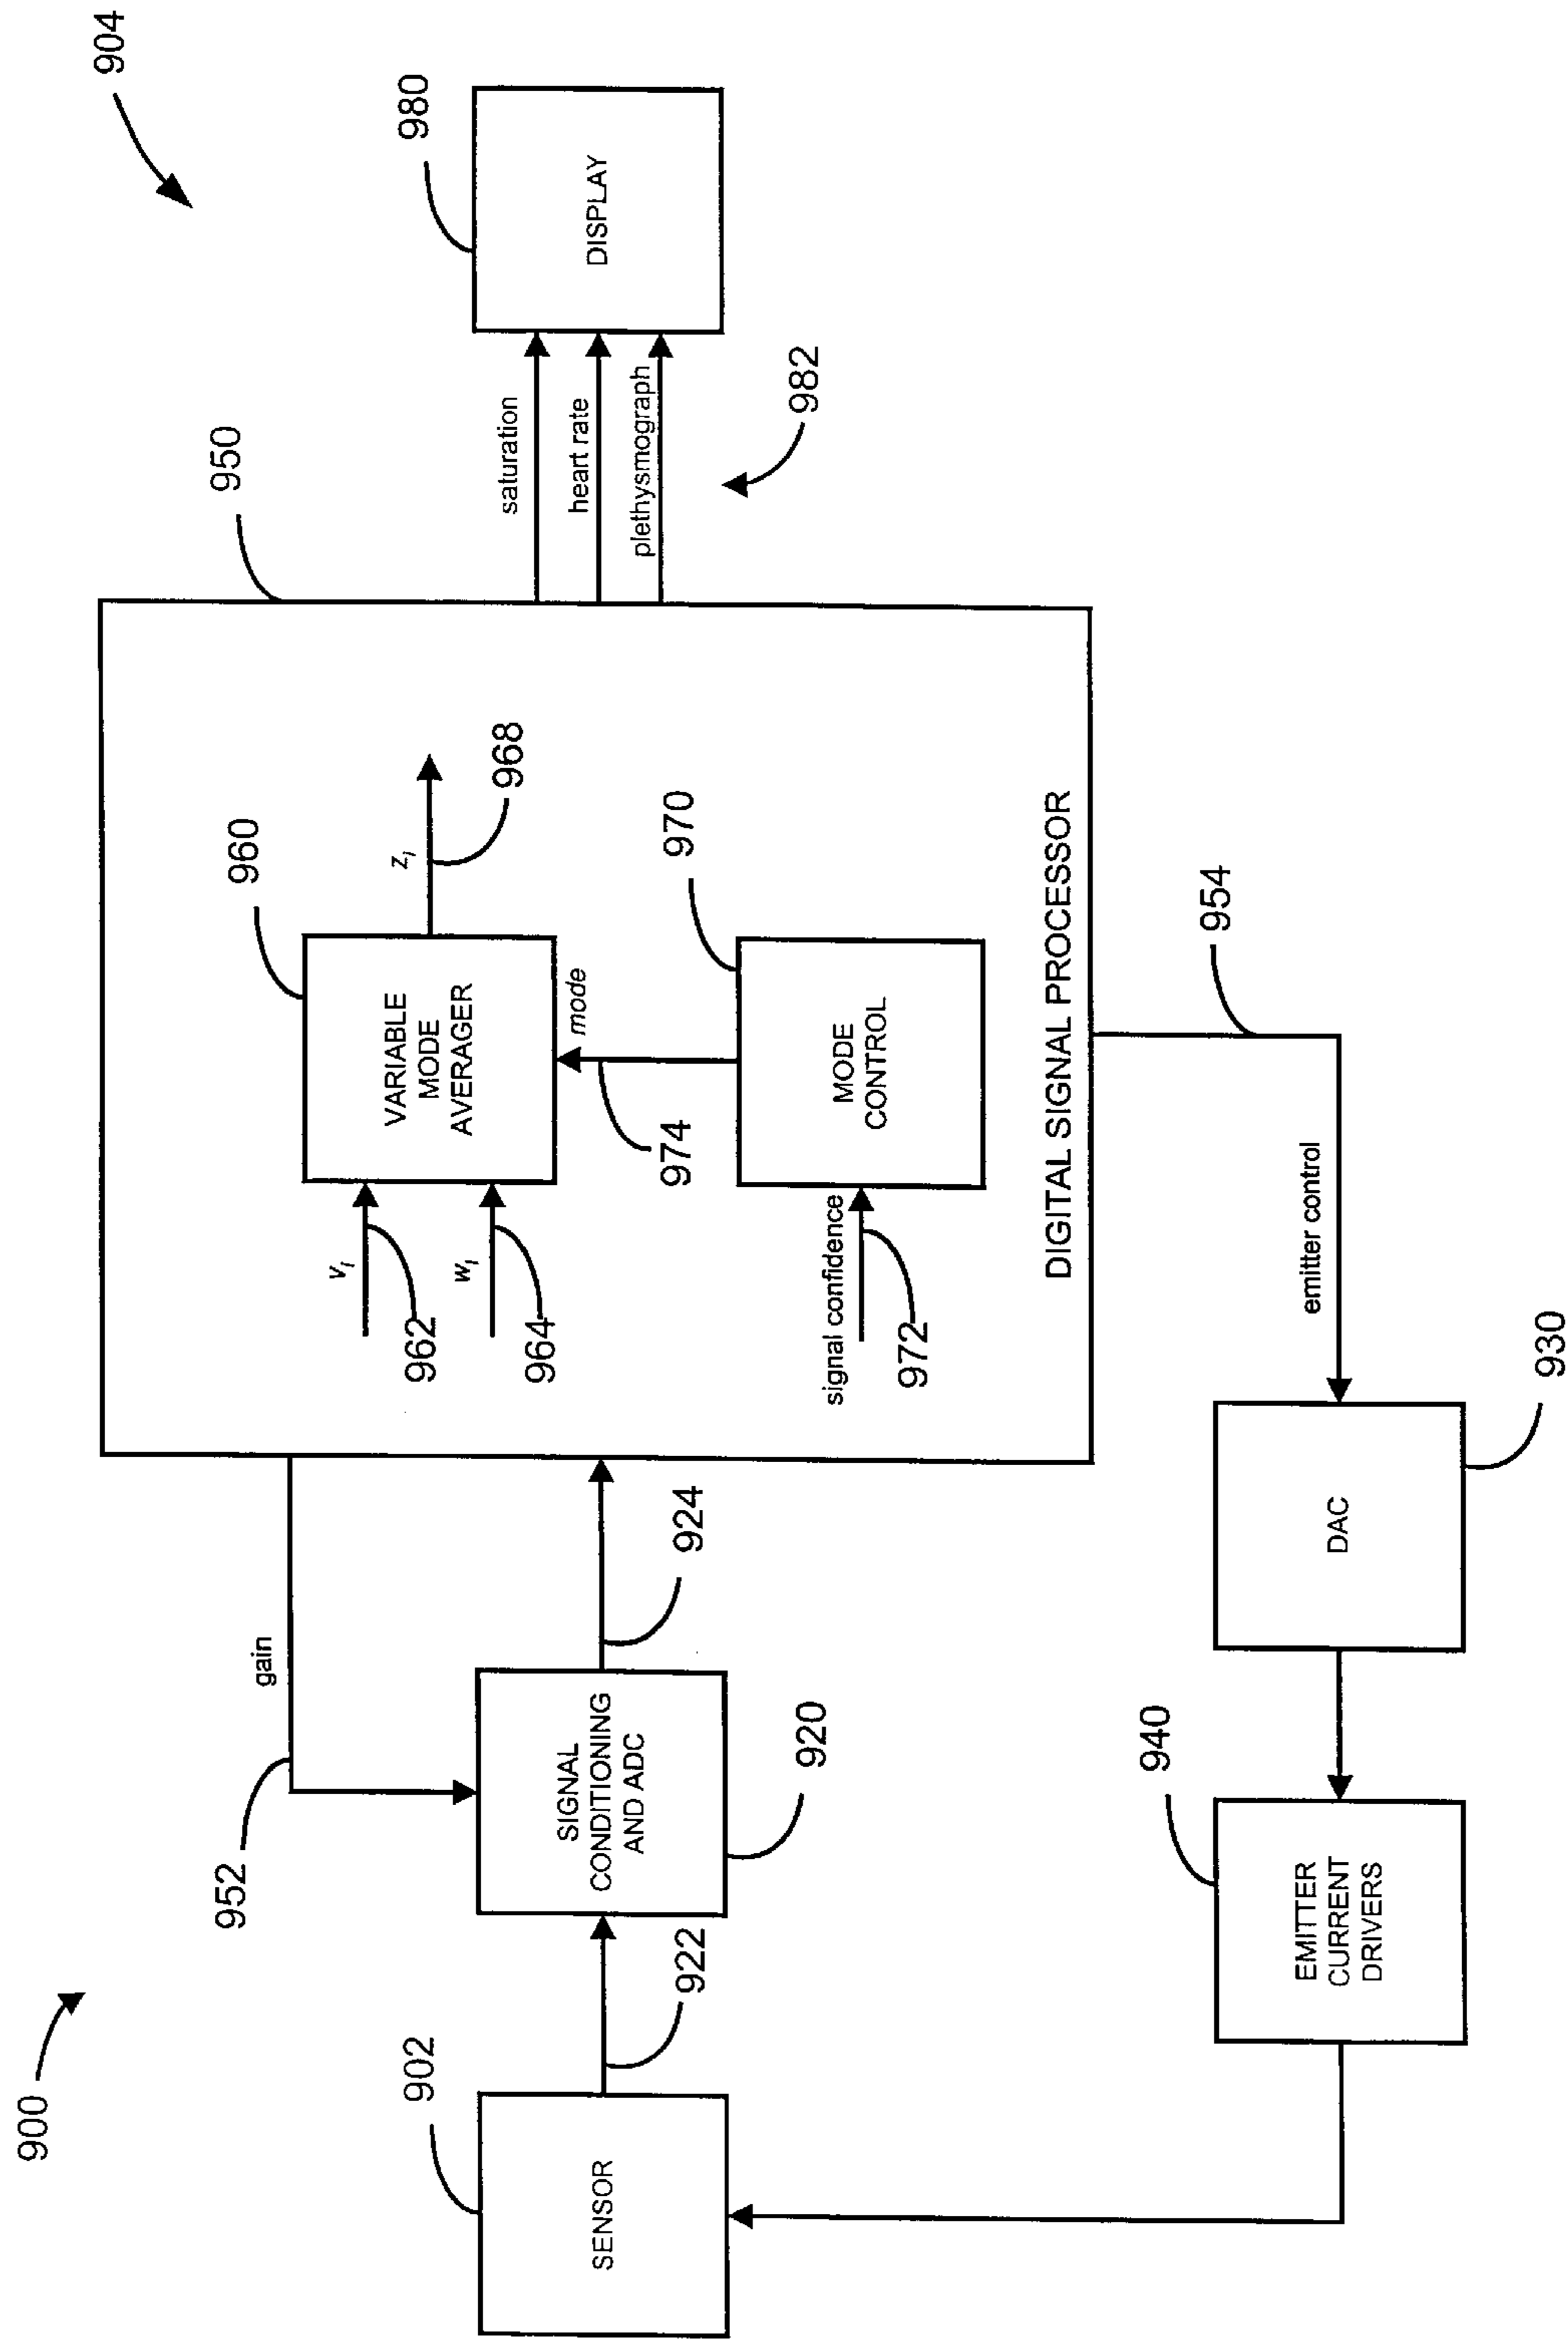 900
904
902
SENSOR
922
952
gain
SIGNAL
CONDITIONING
AND ADC
920
924
950
v_i
962
w_i
964
960
VARIABLE
MODE
AVERAGER
z_i
968
mode
974
970
MODE
CONTROL
signal confidence
972
DIGITAL SIGNAL PROCESSOR
saturation
heart rate
plethysmograph
982
980
DISPLAY
954
emitter control
930
DAC
940
EMITTER
CURRENT
DRIVERS